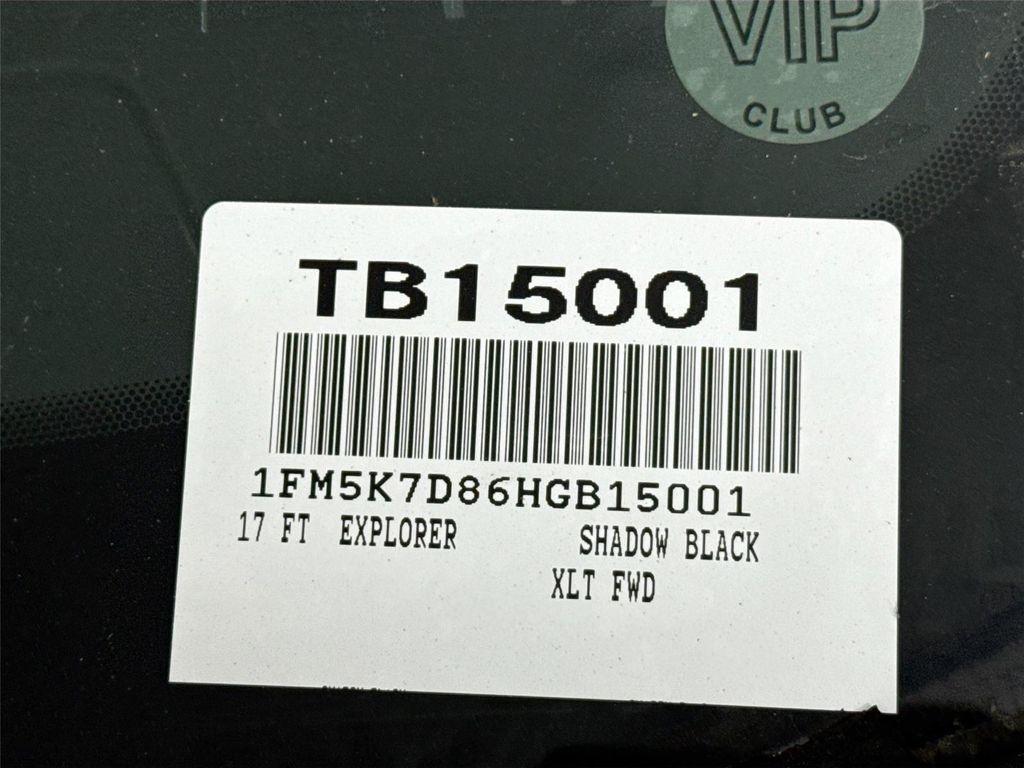 VIP
CLUB
TB15001
1FM5K7D86HGB15001
17 FT EXPLORER SHADOW BLACK
XLT FWD